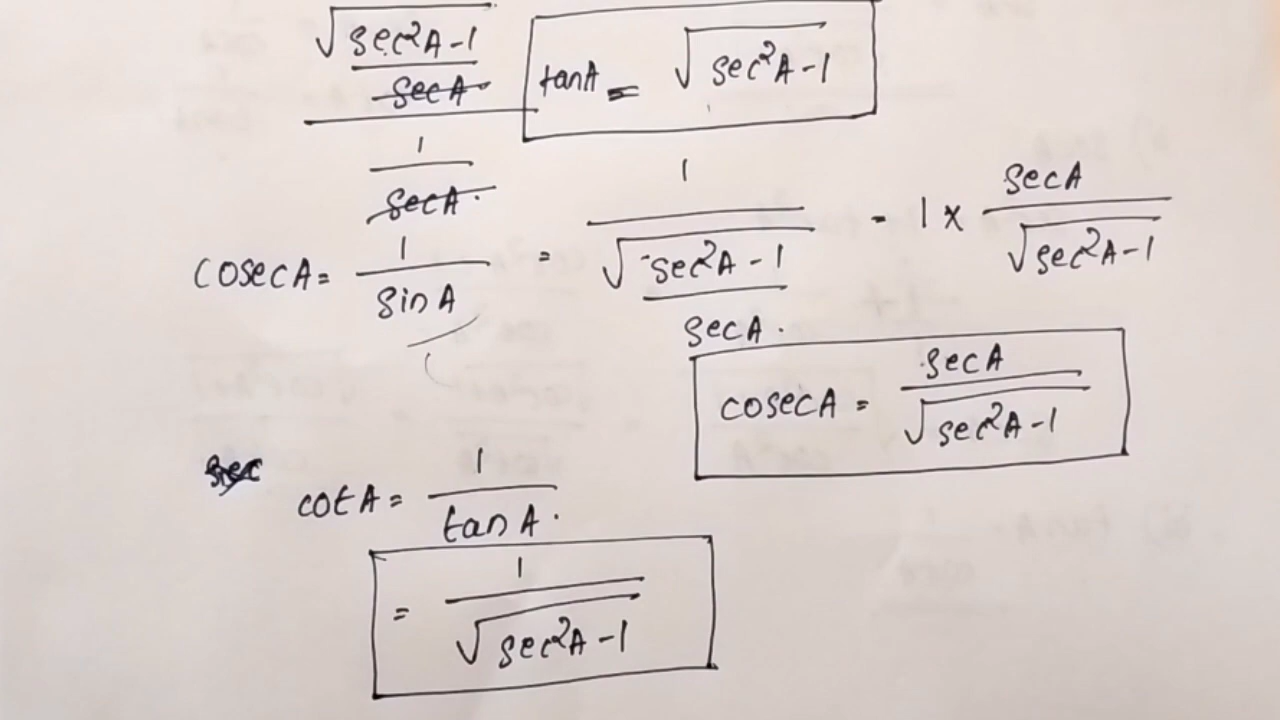 √(sec²A-1)/secA / 1/secA.
tanA = √(sec²A-1)
cosecA = 1/sinA = 1/(√(sec²A-1)/secA.) = 1 × secA/√(sec²A-1)
cosecA = secA/√(sec²A-1)
cotA = 1/tanA.
= 1/√(sec²A-1)